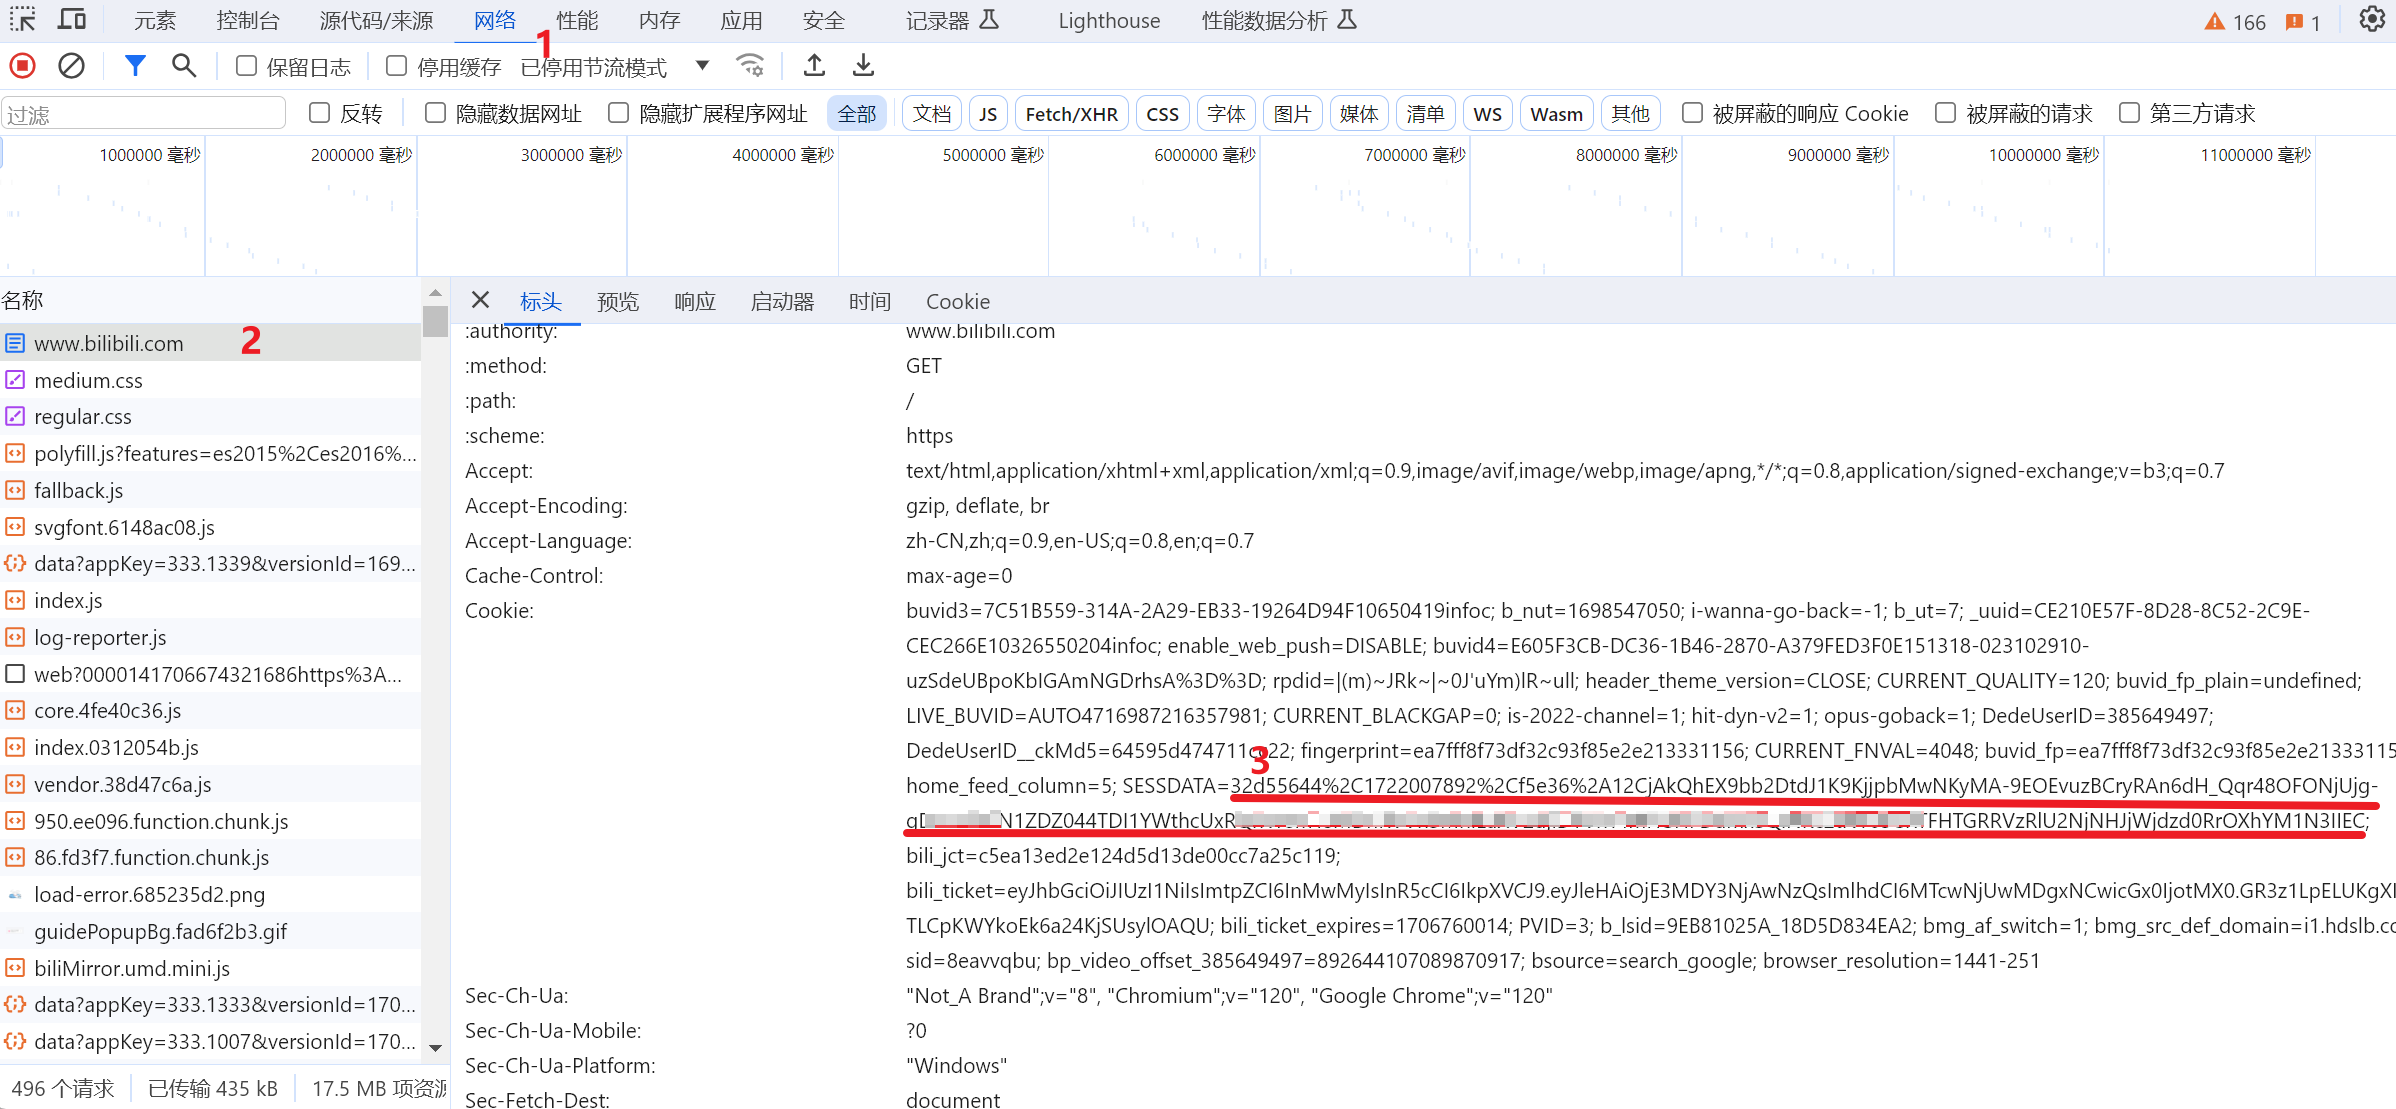 元素 控制台 源代码/来源 网络 性能 内存 应用 安全 记录器 Lighthouse 性能数据分析 166 1
1
保留日志 停用缓存 已停用节流模式
过滤 反转 隐藏数据网址 隐藏扩展程序网址 全部 文档 JS Fetch/XHR CSS 字体 图片 媒体 清单 WS Wasm 其他 被屏蔽的响应 Cookie 被屏蔽的请求 第三方请求
1000000 毫秒 2000000 毫秒 3000000 毫秒 4000000 毫秒 5000000 毫秒 6000000 毫秒 7000000 毫秒 8000000 毫秒 9000000 毫秒 10000000 毫秒 11000000 毫秒
名称
www.bilibili.com 2
medium.css
regular.css
polyfill.js?features=es2015%2Ces2016%...
fallback.js
svgfont.6148ac08.js
data?appKey=333.1339&versionId=169...
index.js
log-reporter.js
web?0000141706674321686https%3A...
core.4fe40c36.js
index.0312054b.js
vendor.38d47c6a.js
950.ee096.function.chunk.js
86.fd3f7.function.chunk.js
load-error.685235d2.png
guidePopupBg.fad6f2b3.gif
biliMirror.umd.mini.js
data?appKey=333.1333&versionId=170...
data?appKey=333.1007&versionId=170...
496 个请求 已传输 435 kB 17.5 MB 项资源
标头 预览 响应 启动器 时间 Cookie
:authority: www.bilibili.com
:method: GET
:path: /
:scheme: https
Accept: text/html,application/xhtml+xml,application/xml;q=0.9,image/avif,image/webp,image/apng,*/*;q=0.8,application/signed-exchange;v=b3;q=0.7
Accept-Encoding: gzip, deflate, br
Accept-Language: zh-CN,zh;q=0.9,en-US;q=0.8,en;q=0.7
Cache-Control: max-age=0
Cookie: buvid3=7C51B559-314A-2A29-EB33-19264D94F10650419infoc; b_nut=1698547050; i-wanna-go-back=-1; b_ut=7; _uuid=CE210E57F-8D28-8C52-2C9E-
CEC266E10326550204infoc; enable_web_push=DISABLE; buvid4=E605F3CB-DC36-1B46-2870-A379FED3F0E151318-023102910-
uzSdeUBpoKbIGAmNGDrhsA%3D%3D; rpdid=|(m)~JRk~|~0J'uYm)lR~ull; header_theme_version=CLOSE; CURRENT_QUALITY=120; buvid_fp_plain=undefined;
LIVE_BUVID=AUTO4716987216357981; CURRENT_BLACKGAP=0; is-2022-channel=1; hit-dyn-v2=1; opus-goback=1; DedeUserID=385649497;
fingerprint=ea7fff8f73df32c93f85e2e213331156; CURRENT_FNVAL=4048; buvid_fp=ea7fff8f73df32c93f85e2e21333115
3
home_feed_column=5; SESSDATA=32d55644%2C1722007892%2Cf5e36%2A12CjAkQhEX9bb2DtdJ1K9KjjpbMwNKyMA-9EOEvuzBCryRAn6dH_Qqr48OFONjUjg-
N1ZDZ044TDI1YWthcUxR FHTGRRVzRlU2NjNHJjWjdzd0RrOXhYM1N3IIEC;
bili_jct=c5ea13ed2e124d5d13de00cc7a25c119;
bili_ticket=eyJhbGciOiJIUzI1NiIsImtpZCI6InMwMyIsInR5cCI6IkpXVCJ9.eyJleHAiOjE3MDY3NjAwNzQsImlhdCI6MTcwNjUwMDgxNCwicGx0IjotMX0.GR3z1LpELUKgXI
TLCpKWYkoEk6a24KjSUsylOAQU; bili_ticket_expires=1706760014; PVID=3; b_lsid=9EB81025A_18D5D834EA2; bmg_af_switch=1; bmg_src_def_domain=i1.hdslb.co
sid=8eavvqbu; bp_video_offset_385649497=892644107089870917; bsource=search_google; browser_resolution=1441-251
Sec-Ch-Ua: "Not_A Brand";v="8", "Chromium";v="120", "Google Chrome";v="120"
Sec-Ch-Ua-Mobile: ?0
Sec-Ch-Ua-Platform: "Windows"
Sec-Fetch-Dest: document